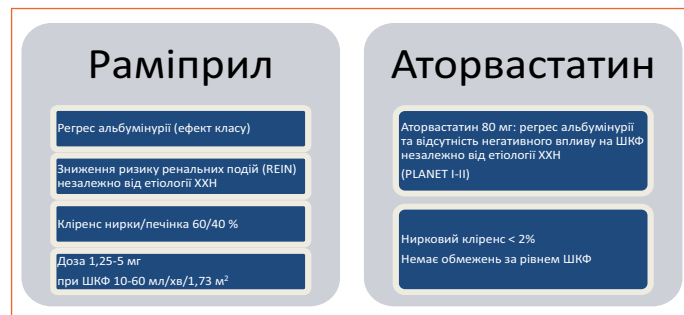 Раміприл
Регрес альбумінурії (ефект класу)
Зниження ризику ренальних подій (REIN)
незалежно від етіології ХХН
Кліренс нирки/печінка 60/40 %
Доза 1,25-5 мг
при ШКФ 10-60 мл/хв/1,73 м²
Аторвастатин
Аторвастатин 80 мг: регрес альбумінурії
та відсутність негативного впливу на ШКФ
незалежно від етіології ХХН
(PLANET I-II)
Нирковий кліренс < 2%
Немає обмежень за рівнем ШКФ